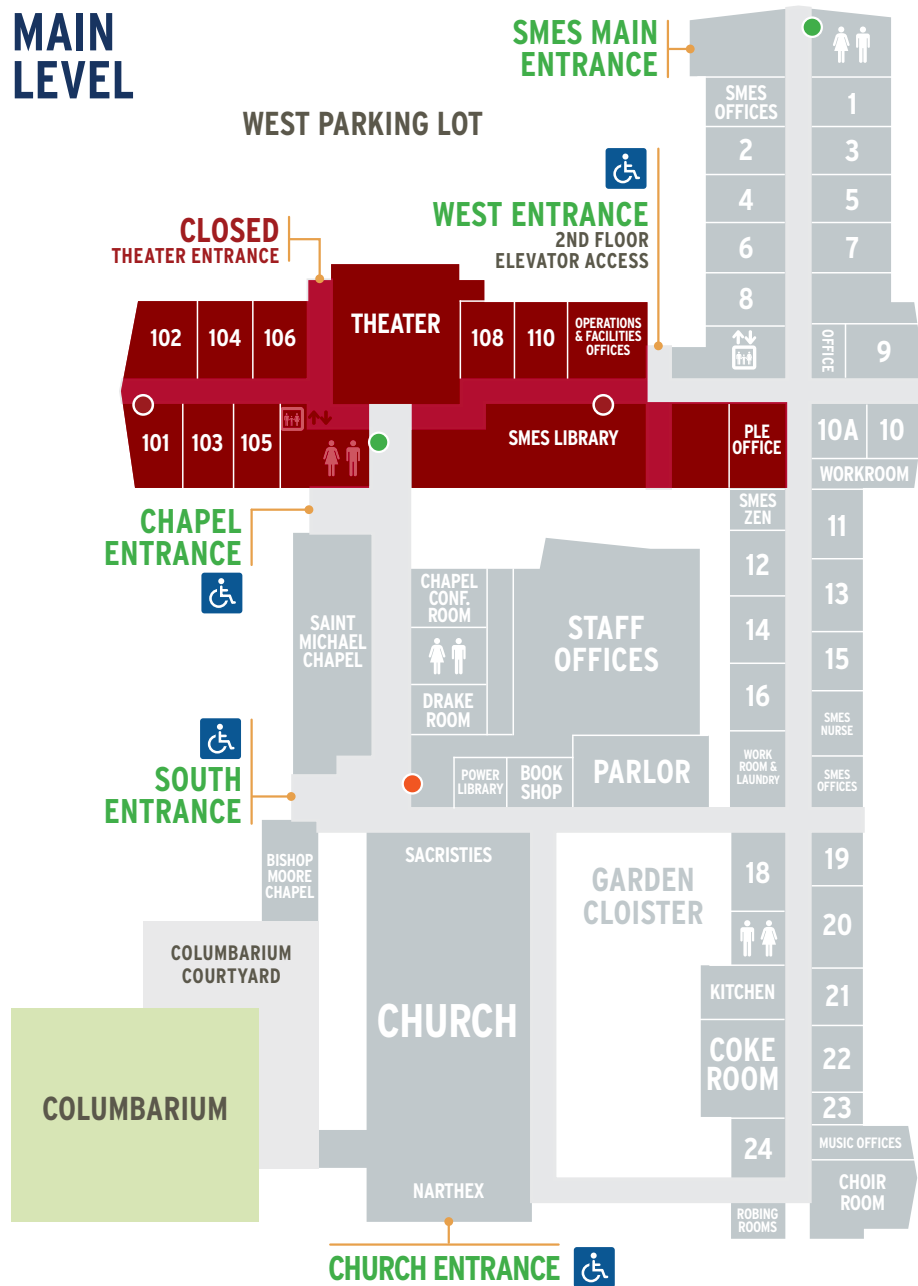 MAIN
LEVEL
SMES MAIN
ENTRANCE
WEST PARKING LOT
SMES
OFFICES
1
2
3
4
5
6
7
8
WEST ENTRANCE
2ND FLOOR
ELEVATOR ACCESS
CLOSED
THEATER ENTRANCE
102
104
106
THEATER
108
110
OPERATIONS
& FACILITIES
OFFICES
OFFICE
9
101
103
105
SMES LIBRARY
PLE
OFFICE
10A
10
WORKROOM
CHAPEL
ENTRANCE
SMES
ZEN
11
12
13
14
15
16
SAINT
MICHAEL
CHAPEL
CHAPEL
CONF.
ROOM
STAFF
OFFICES
DRAKE
ROOM
SMES
NURSE
SOUTH
ENTRANCE
POWER
LIBRARY
BOOK
SHOP
PARLOR
WORK
ROOM &
LAUNDRY
SMES
OFFICES
BISHOP
MOORE
CHAPEL
SACRISTIES
GARDEN
CLOISTER
18
19
20
COLUMBARIUM
COURTYARD
CHURCH
KITCHEN
21
COKE
ROOM
22
COLUMBARIUM
23
24
MUSIC OFFICES
NARTHEX
CHOIR
ROOM
ROBING
ROOMS
CHURCH ENTRANCE